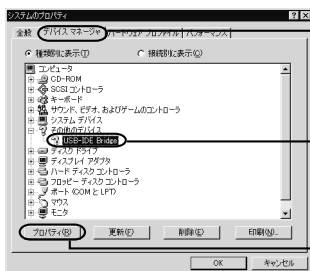 システムのプロパティ
全般 デバイス マネージャ ハードウェア プロファイル パフォーマンス
種類別に表示(T) 接続別に表示(C)
コンピュータ
CD-ROM
SCSI コントローラ
キーボード
サウンド、ビデオ、およびゲームのコントローラ
システム デバイス
その他のデバイス
USB-IDE Bridge
ディスク ドライブ
ディスプレイ アダプタ
ハード ディスク コントローラ
フロッピー ディスク コントローラ
ポート (COM と LPT)
マウス
モニタ
プロパティ(R) 更新(F) 削除(E) 印刷(N)...
OK キャンセル